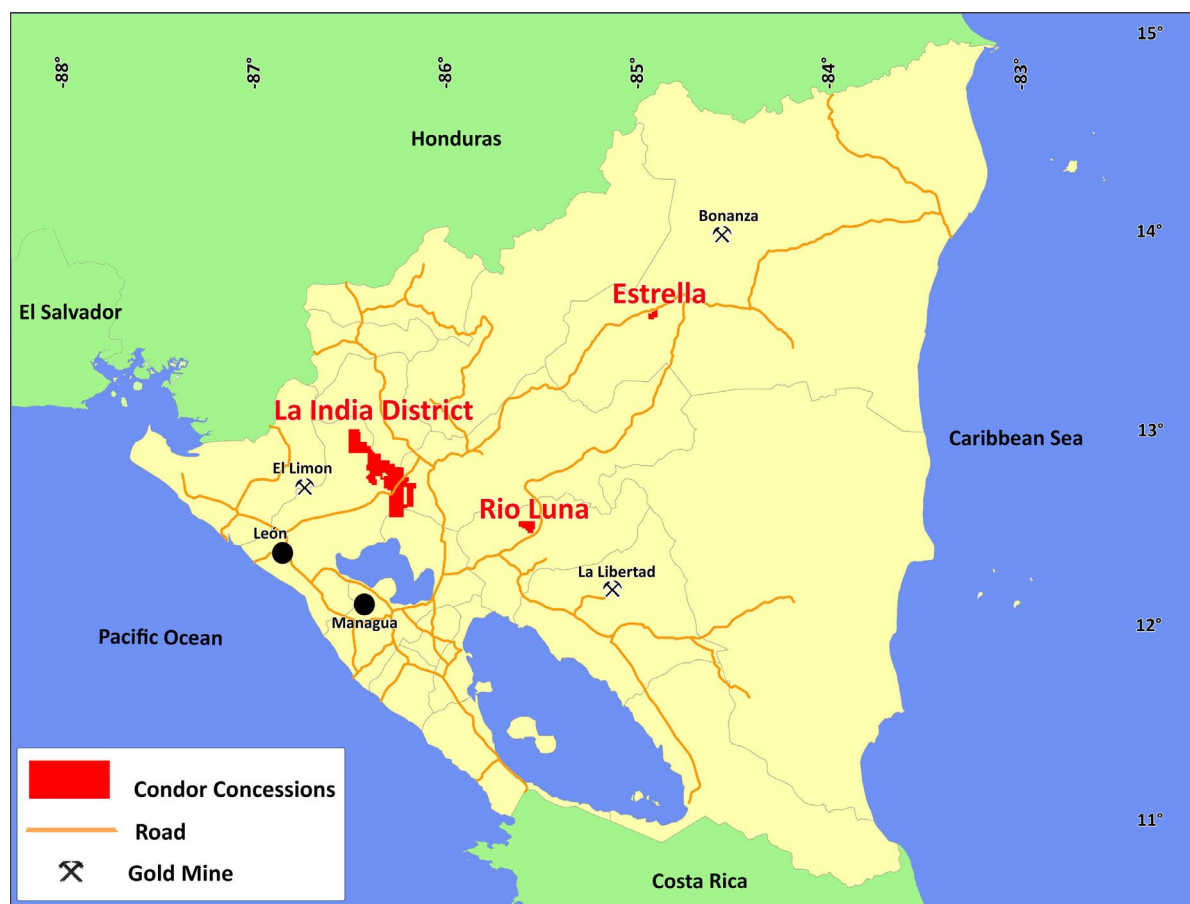 -88°
-87°
-86°
-85°
-84°
-83°
15°
Honduras
Bonanza
14°
Estrella
El Salvador
La India District
13°
Caribbean Sea
El Limon
Rio Luna
León
La Libertad
Managua
12°
Pacific Ocean
Condor Concessions
Road
11°
Gold Mine
Costa Rica